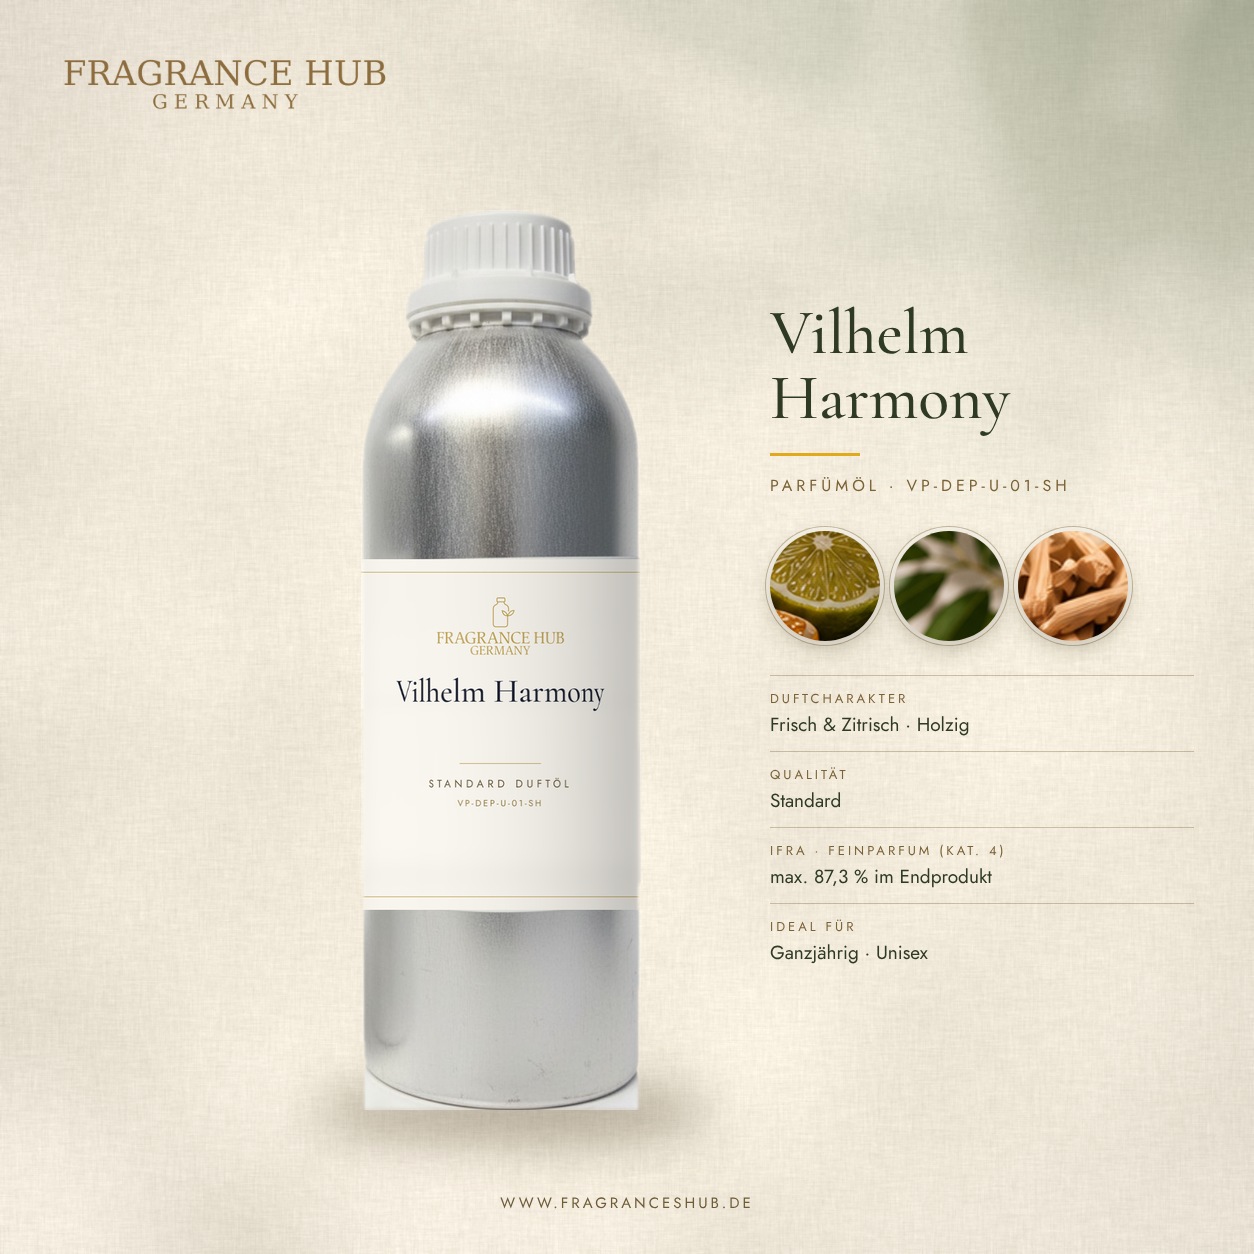 FRAGRANCE HUB
GERMANY
Vilhelm
Harmony
PARFÜMÖL · VP-DEP-U-01-SH
FRAGRANCE HUB
GERMANY
Vilhelm Harmony
STANDARD DUFTÖL
VP-DEP-U-01-SH
DUFTCHARAKTER
Frisch & Zitrisch · Holzig
QUALITÄT
Standard
IFRA · FEINPARFUM (KAT. 4)
max. 87,3 % im Endprodukt
IDEAL FÜR
Ganzjährig · Unisex
WWW.FRAGRANCESHUB.DE